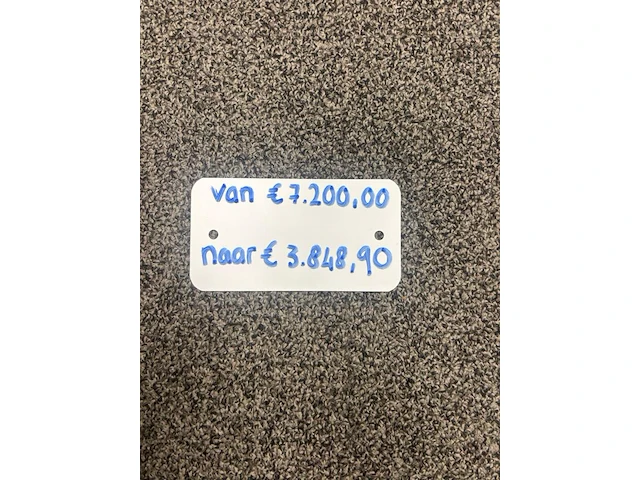 van € 7.200,00
naar € 3.848,90